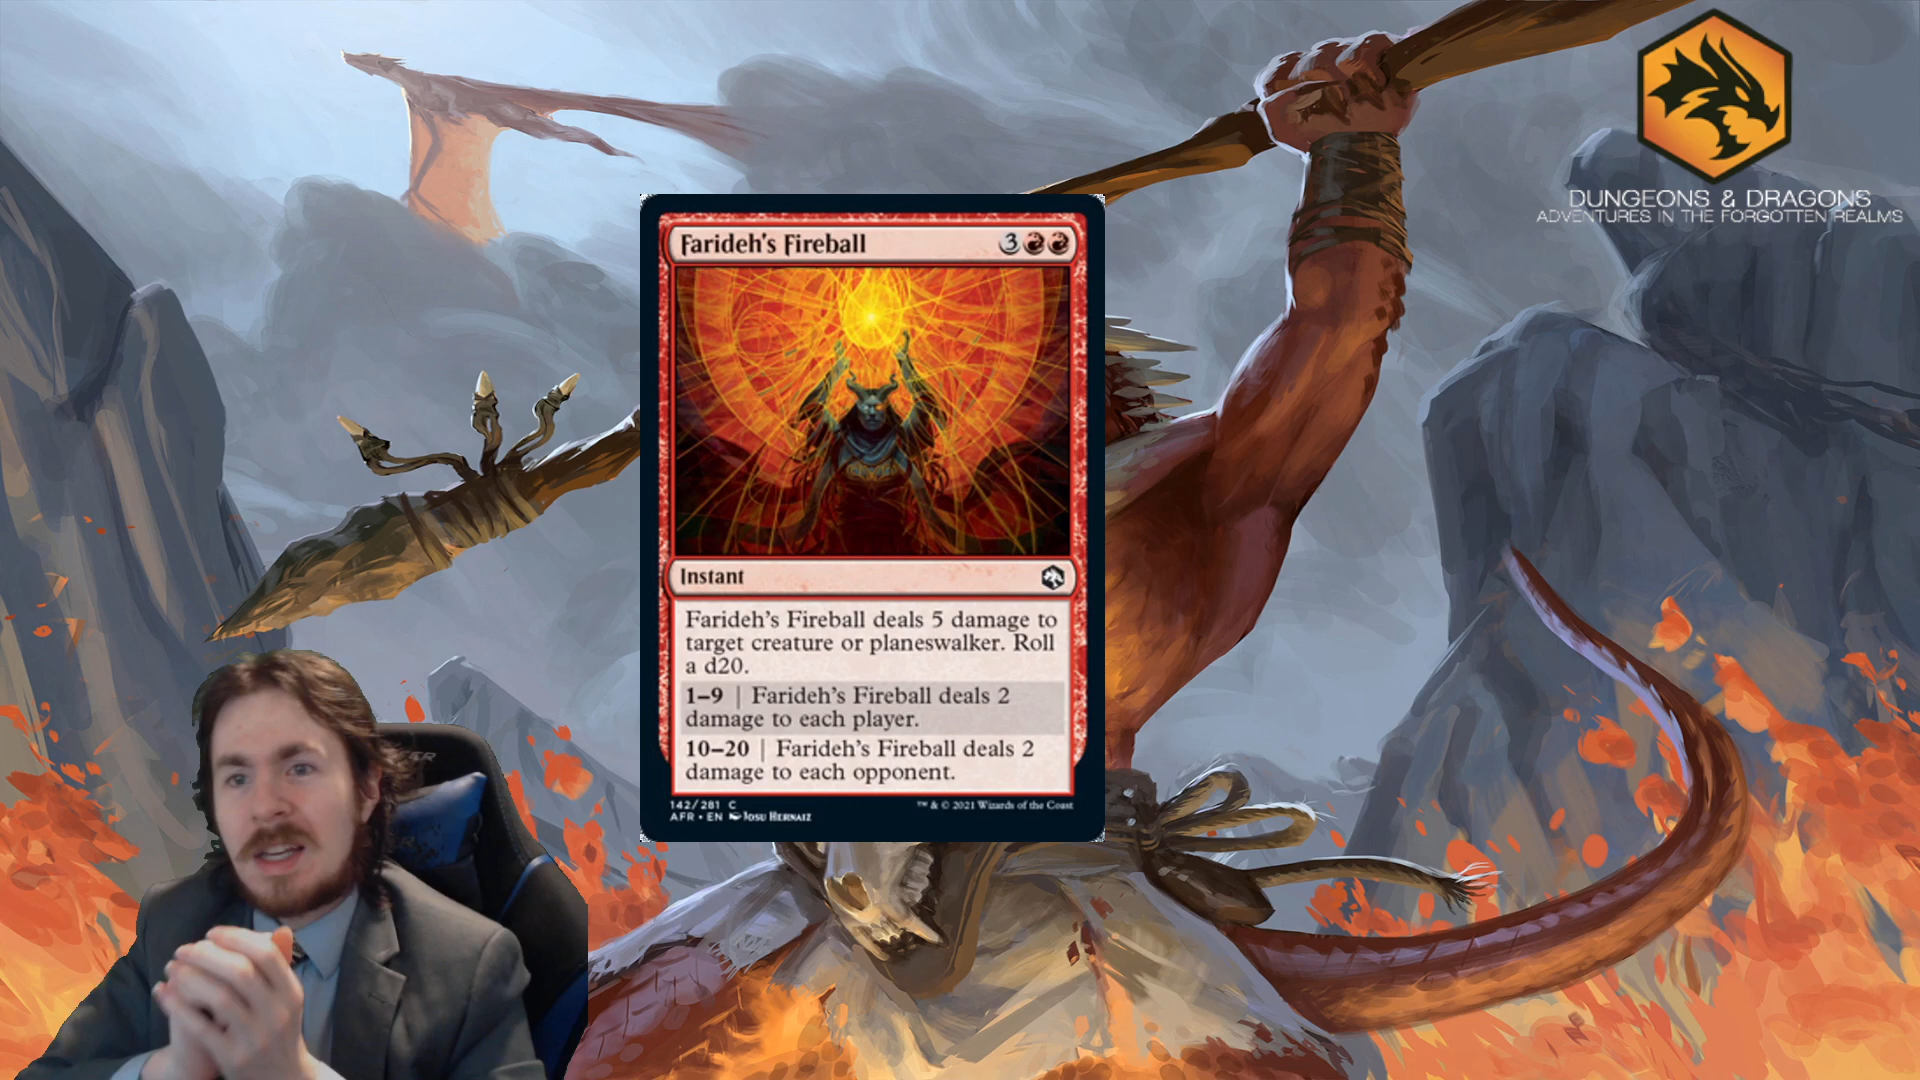 DUNGEONS & DRAGONS
ADVENTURES IN THE FORGOTTEN REALMS
Farideh's Fireball 3
Instant
Farideh's Fireball deals 5 damage to
target creature or planeswalker. Roll
a d20.
1–9 | Farideh's Fireball deals 2
damage to each player.
10–20 | Farideh's Fireball deals 2
damage to each opponent.
142/281 C
™ & © 2021 Wizards of the Coast
AFR • EN Josu Hernaiz